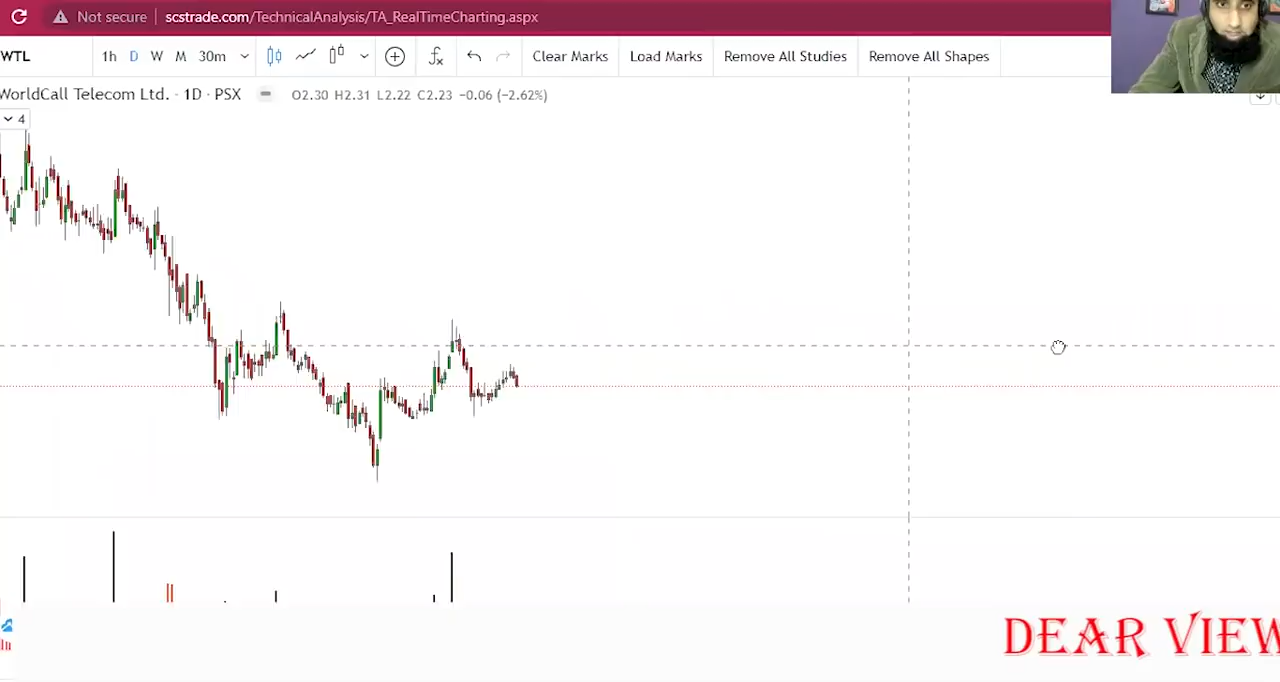 Not secure scstrade.com/TechnicalAnalysis/TA_RealTimeCharting.aspx
WTL 1h D W M 30m Clear Marks Load Marks Remove All Studies Remove All Shapes
WorldCall Telecom Ltd. · 1D · PSX O2.30 H2.31 L2.22 C2.23 −0.06 (−2.62%)
4
DEAR VIEW